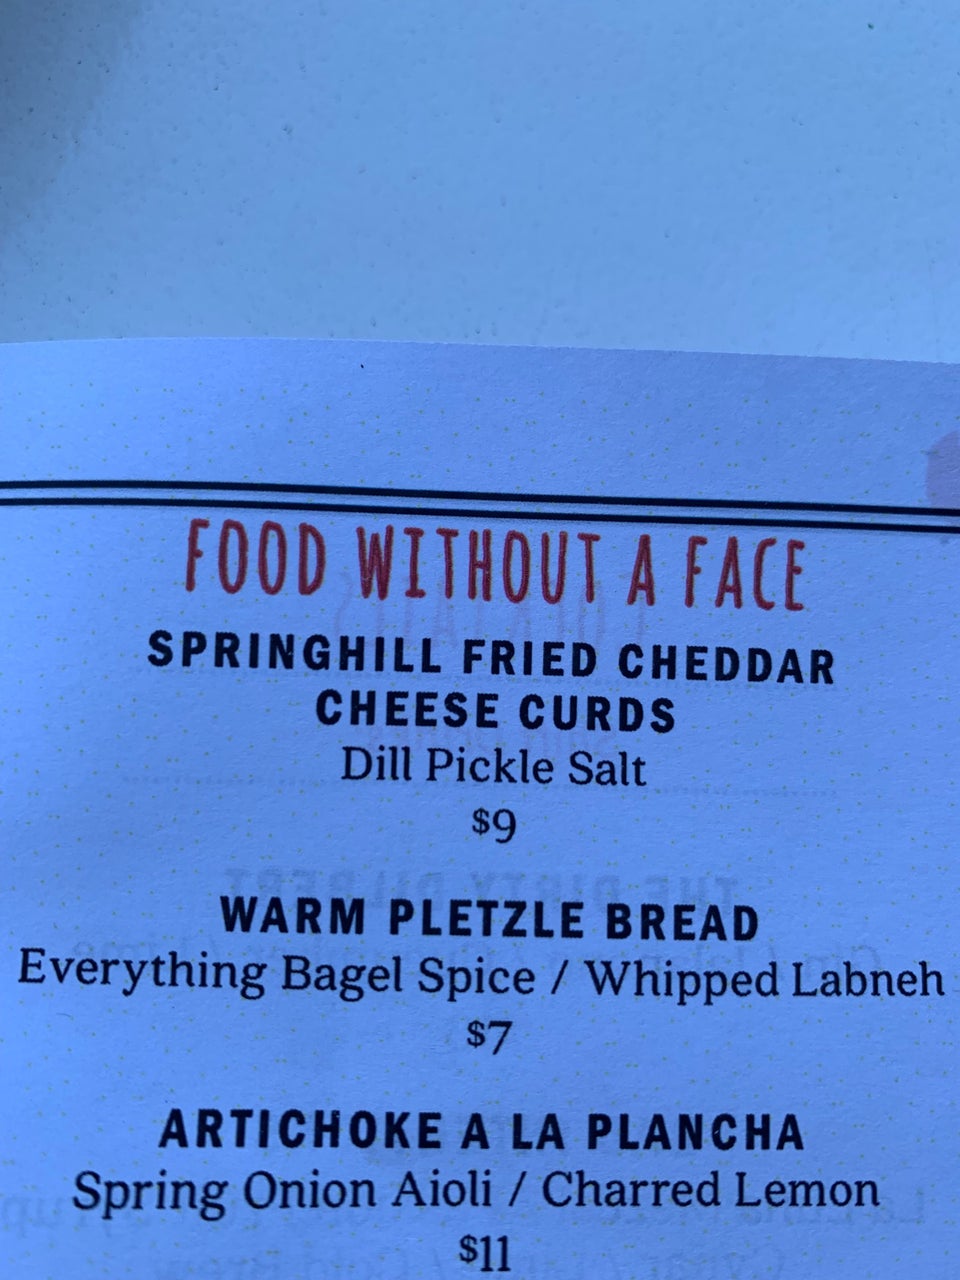 FOOD WITHOUT A FACE
SPRINGHILL FRIED CHEDDAR
CHEESE CURDS
Dill Pickle Salt
$9
WARM PLETZLE BREAD
Everything Bagel Spice / Whipped Labneh
$7
ARTICHOKE A LA PLANCHA
Spring Onion Aioli / Charred Lemon
$11